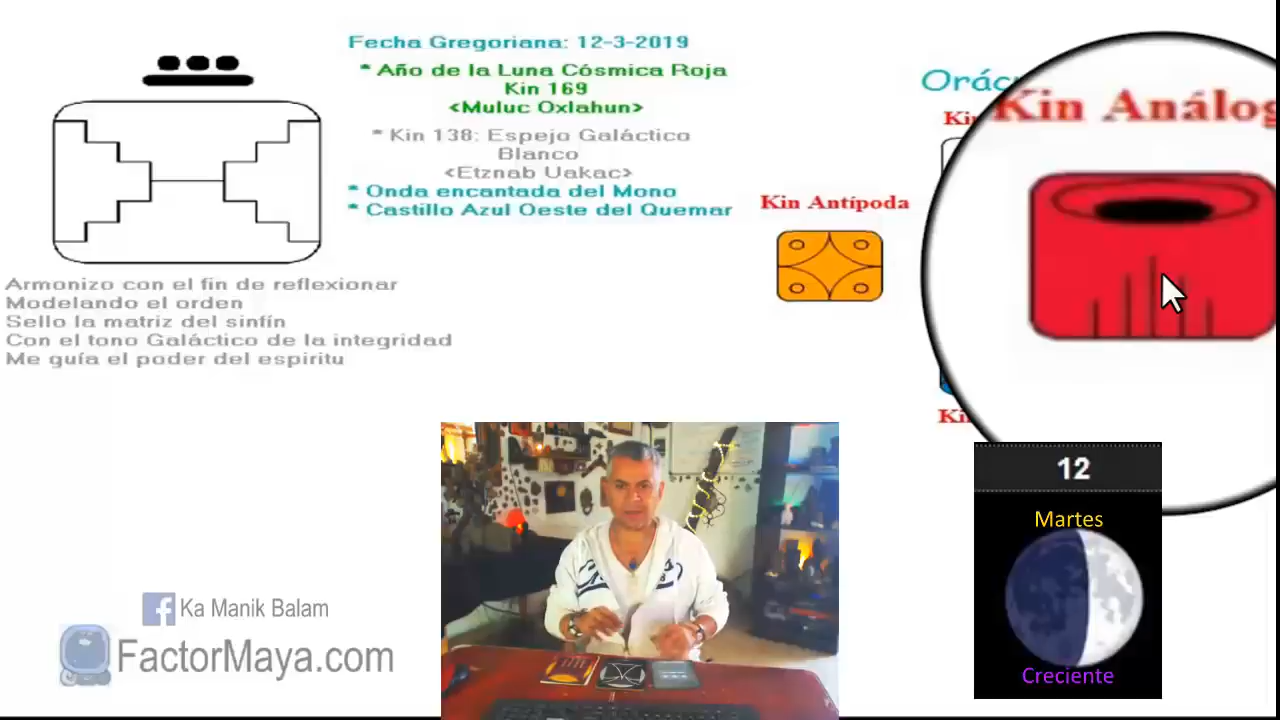 Fecha Gregoriana: 12-3-2019
* Año de la Luna Cósmica Roja
Kin 169
<Muluc Oxlahun>
* Kin 138: Espejo Galáctico
Blanco
<Etznab Uakac>
* Onda encantada del Mono
* Castillo Azul Oeste del Quemar
Armonizo con el fin de reflexionar
Modelando el orden
Sello la matriz del sinfín
Con el tono Galáctico de la integridad
Me guía el poder del espiritu
Kin Antípoda
Orác
Kin
Kin Análog
Ki
12
Martes
Creciente
Ka Manik Balam
FactorMaya.com